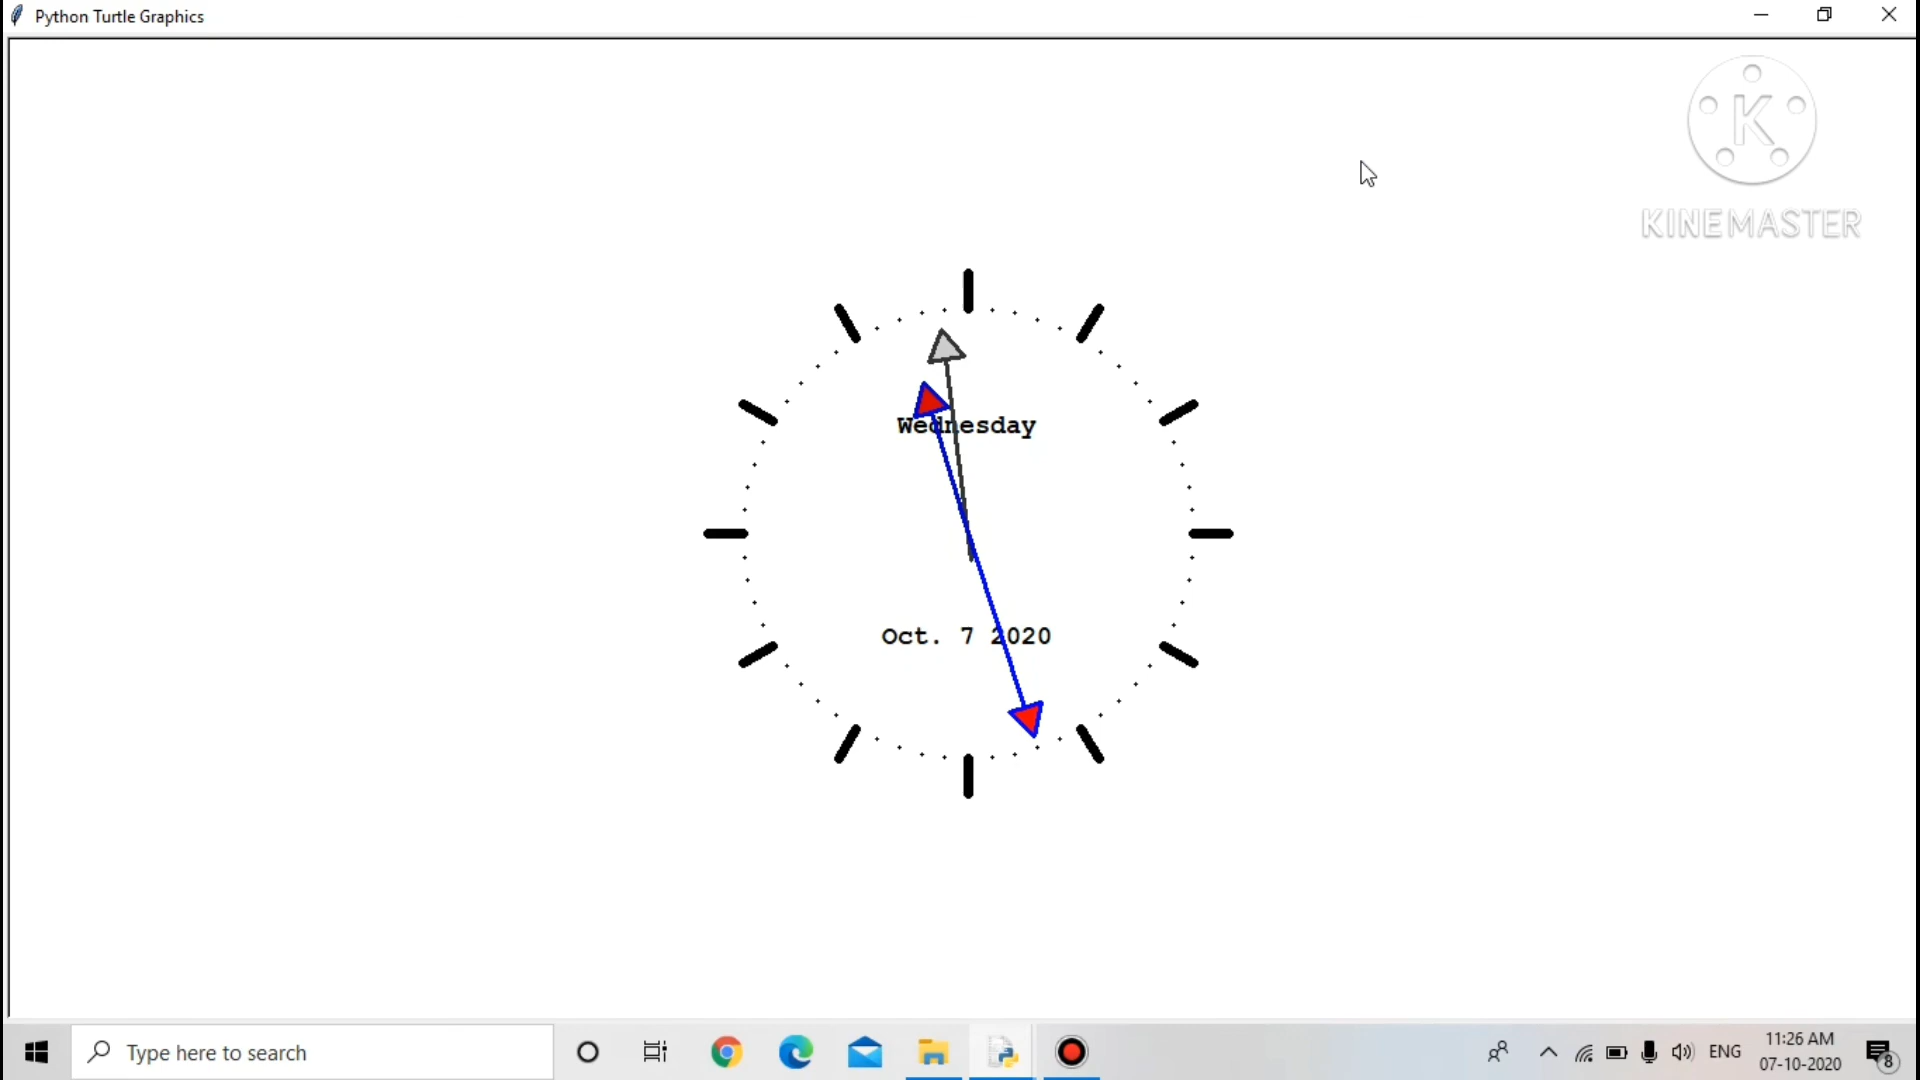 Python Turtle Graphics
K
KINEMASTER
Wednesday
Oct. 7 2020
Type here to search
ENG
11:26 AM
07-10-2020
8